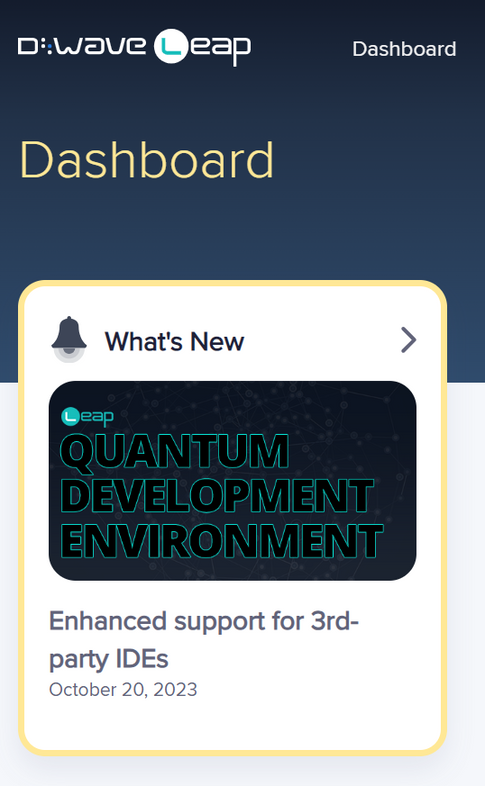 D:wave Leap
Dashboard
Dashboard
What's New
Leap
QUANTUM
DEVELOPMENT
ENVIRONMENT
Enhanced support for 3rd-
party IDEs
October 20, 2023